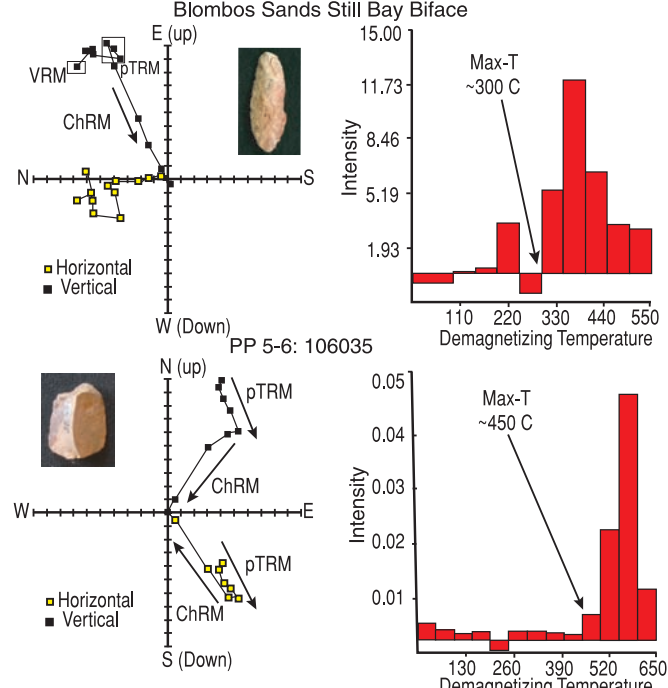 Blombos Sands Still Bay Biface
E (up)
VRM
pTRM
ChRM
N
S
Horizontal
Vertical
W (Down)
15.00
11.73
8.46
5.19
1.93
Intensity
Max-T
~300 C
110
220
330
440
550
Demagnetizing Temperature
PP 5-6: 106035
N (up)
pTRM
ChRM
W
E
pTRM
ChRM
Horizontal
Vertical
S (Down)
0.05
0.04
0.03
0.02
0.01
Intensity
Max-T
~450 C
130
260
390
520
650
Demagnetizing Temperature